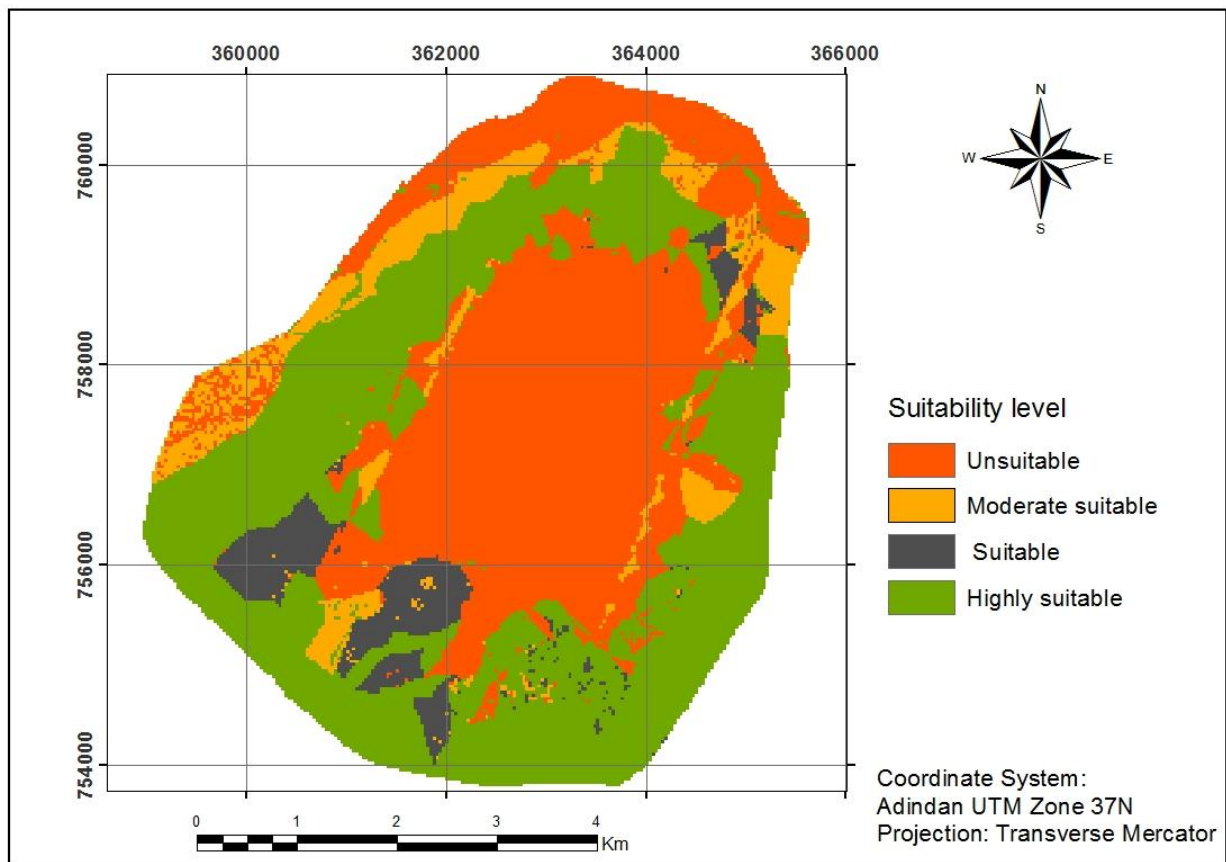 360000 362000 364000 366000
N
W E
S
760000
758000
756000
754000
Suitability level
Unsuitable
Moderate suitable
Suitable
Highly suitable
0 1 2 3 4
Km
Coordinate System:
Adindan UTM Zone 37N
Projection: Transverse Mercator